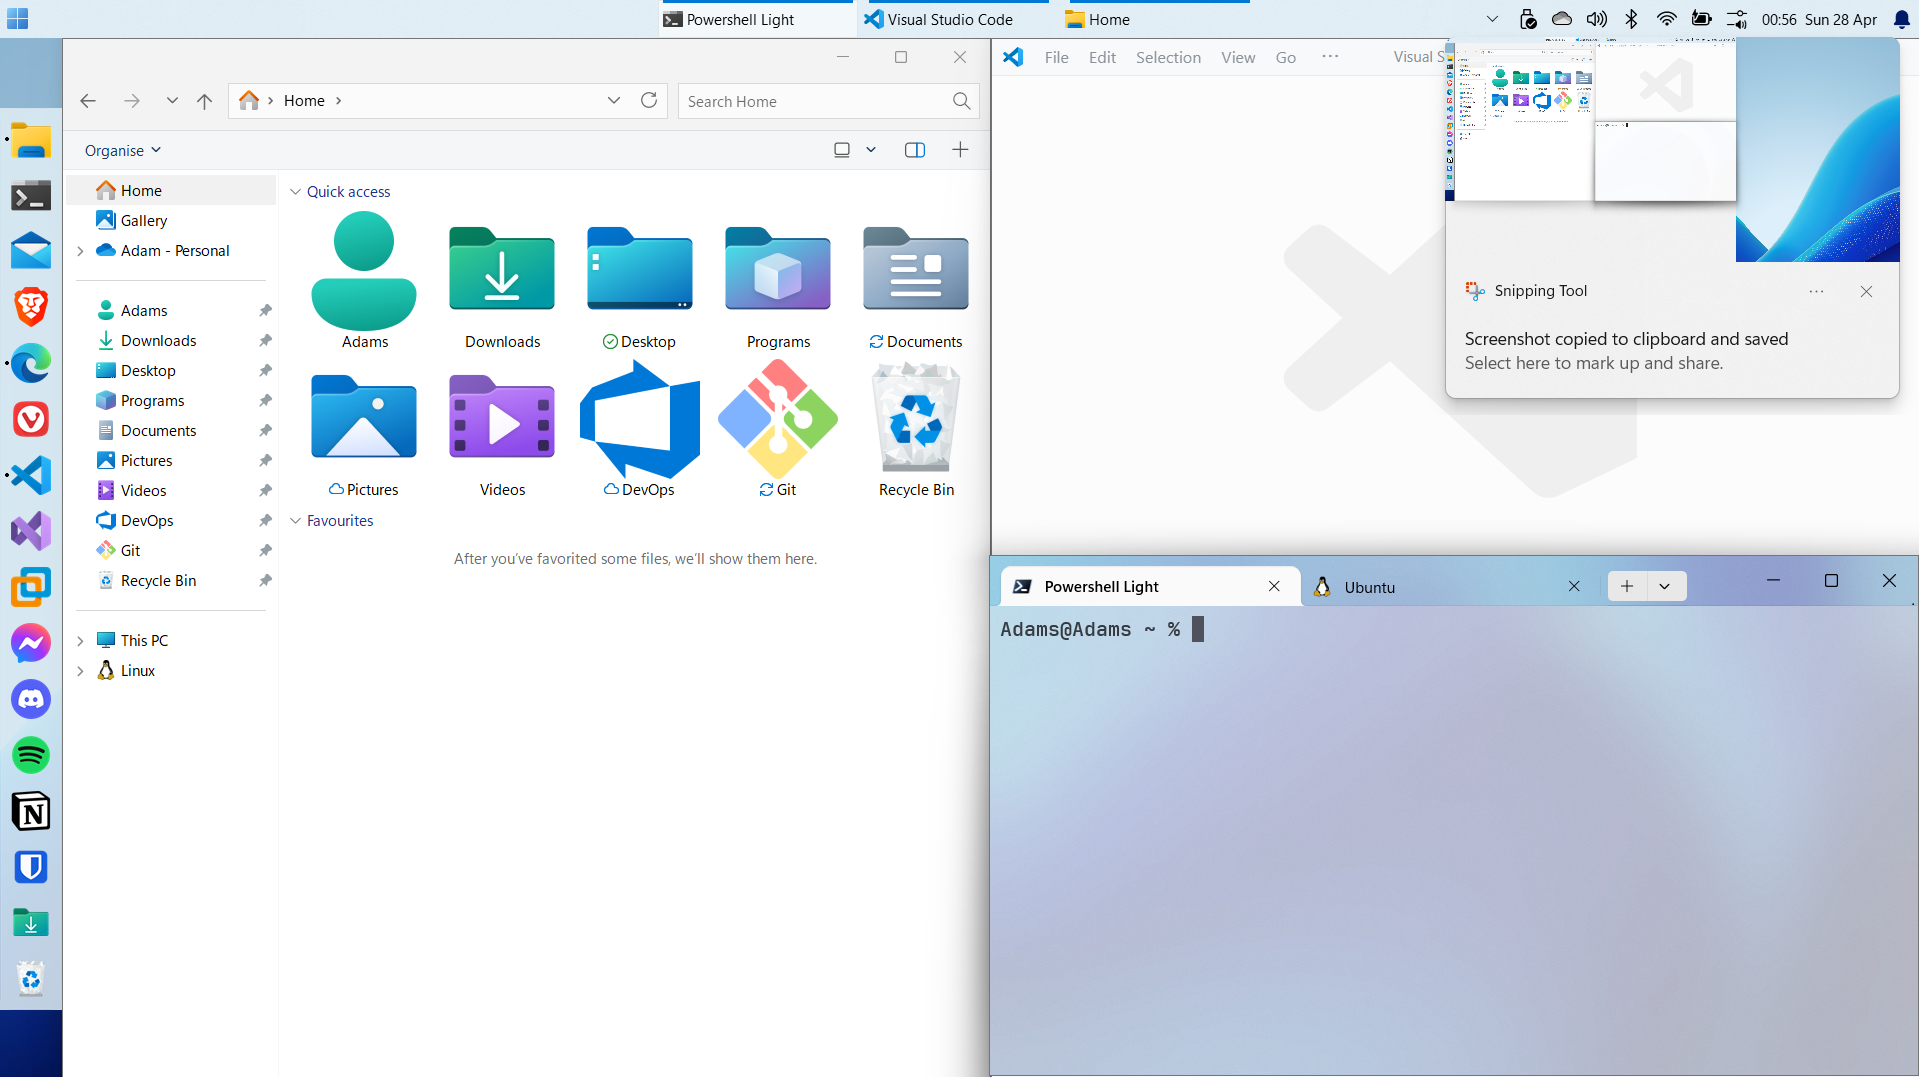 Powershell Light
Visual Studio Code
Home
00:56 Sun 28 Apr
Home
Search Home
Organise
Home
Gallery
Adam - Personal
Adams
Downloads
Desktop
Programs
Documents
Pictures
Videos
DevOps
Git
Recycle Bin
This PC
Linux
Quick access
Adams
Downloads
Desktop
Programs
Documents
Pictures
Videos
DevOps
Git
Recycle Bin
Favourites
After you've favorited some files, we'll show them here.
File Edit Selection View Go ···
Visual S
Snipping Tool
Screenshot copied to clipboard and saved
Select here to mark up and share.
Powershell Light
Ubuntu
Adams@Adams ~ %